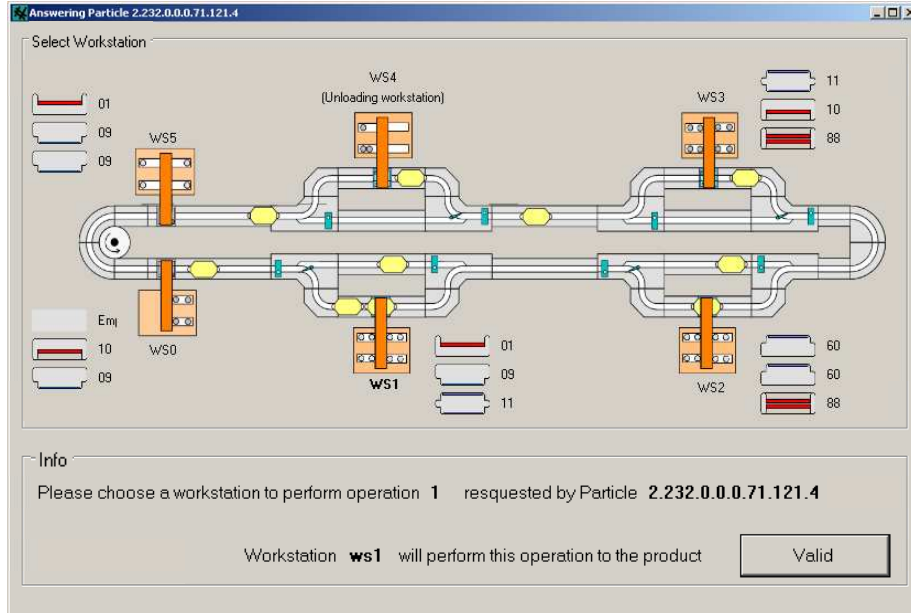 Answering Particle 2.232.0.0.0.71.121.4
Select Workstation
WS4
(Unloading workstation)
WS3
11
10
88
01
09
09
WS5
Em
10
09
WS0
WS1
01
09
11
WS2
60
60
88
Info
Please choose a workstation to perform operation 1 resquested by Particle 2.232.0.0.0.71.121.4
Workstation ws1 will perform this operation to the product
Valid